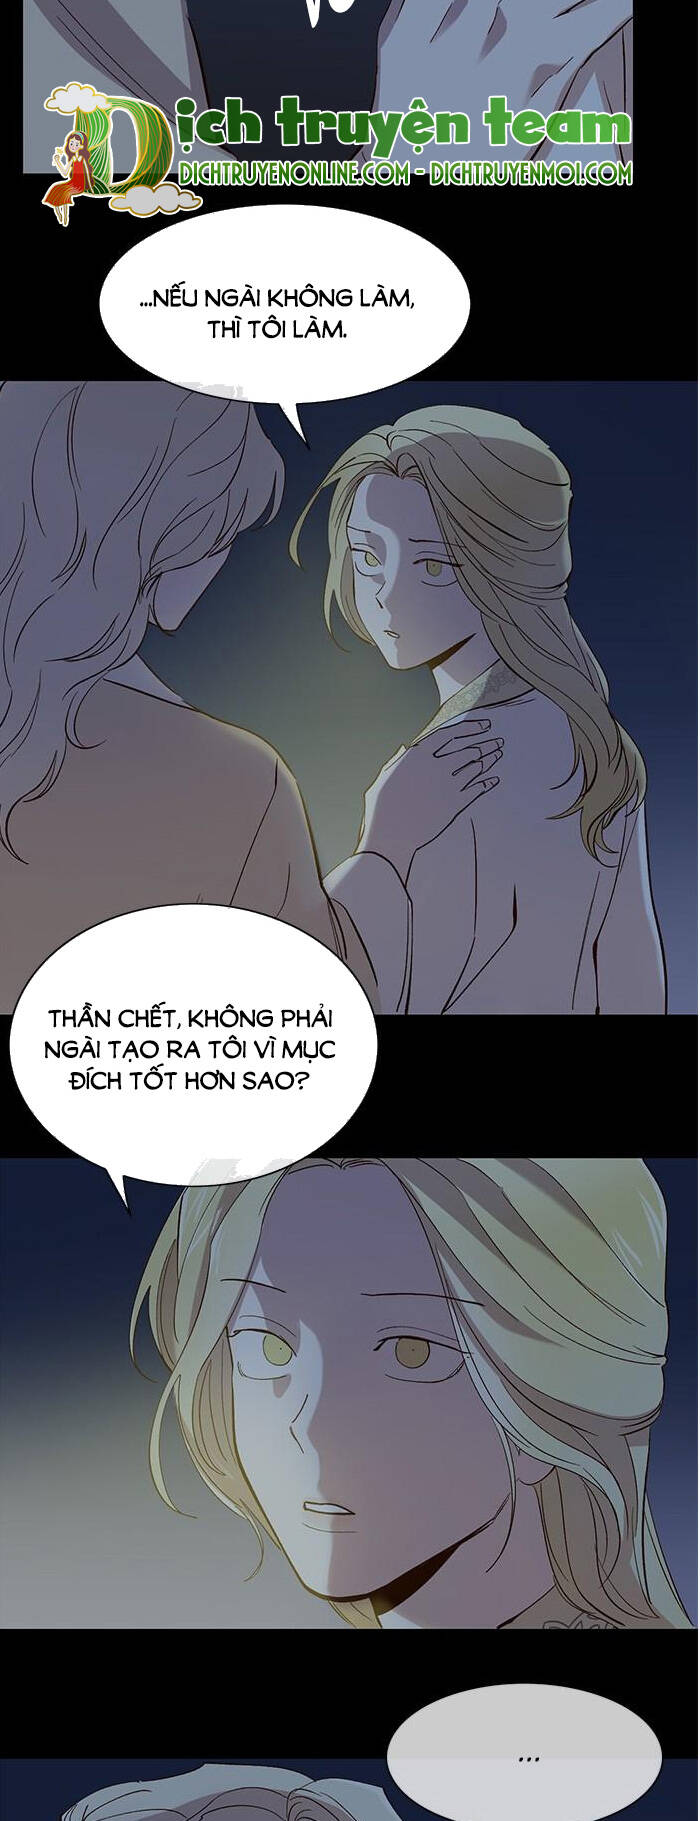 Dịch truyện team
DICHTRUYENONLINE.COM - DICHTRUYENMOI.COM
...NẾU NGÀI KHÔNG LÀM,
THÌ TÔI LÀM.
THẦN CHẾT, KHÔNG PHẢI
NGÀI TẠO RA TÔI VÌ MỤC
ĐÍCH TỐT HƠN SAO?
...